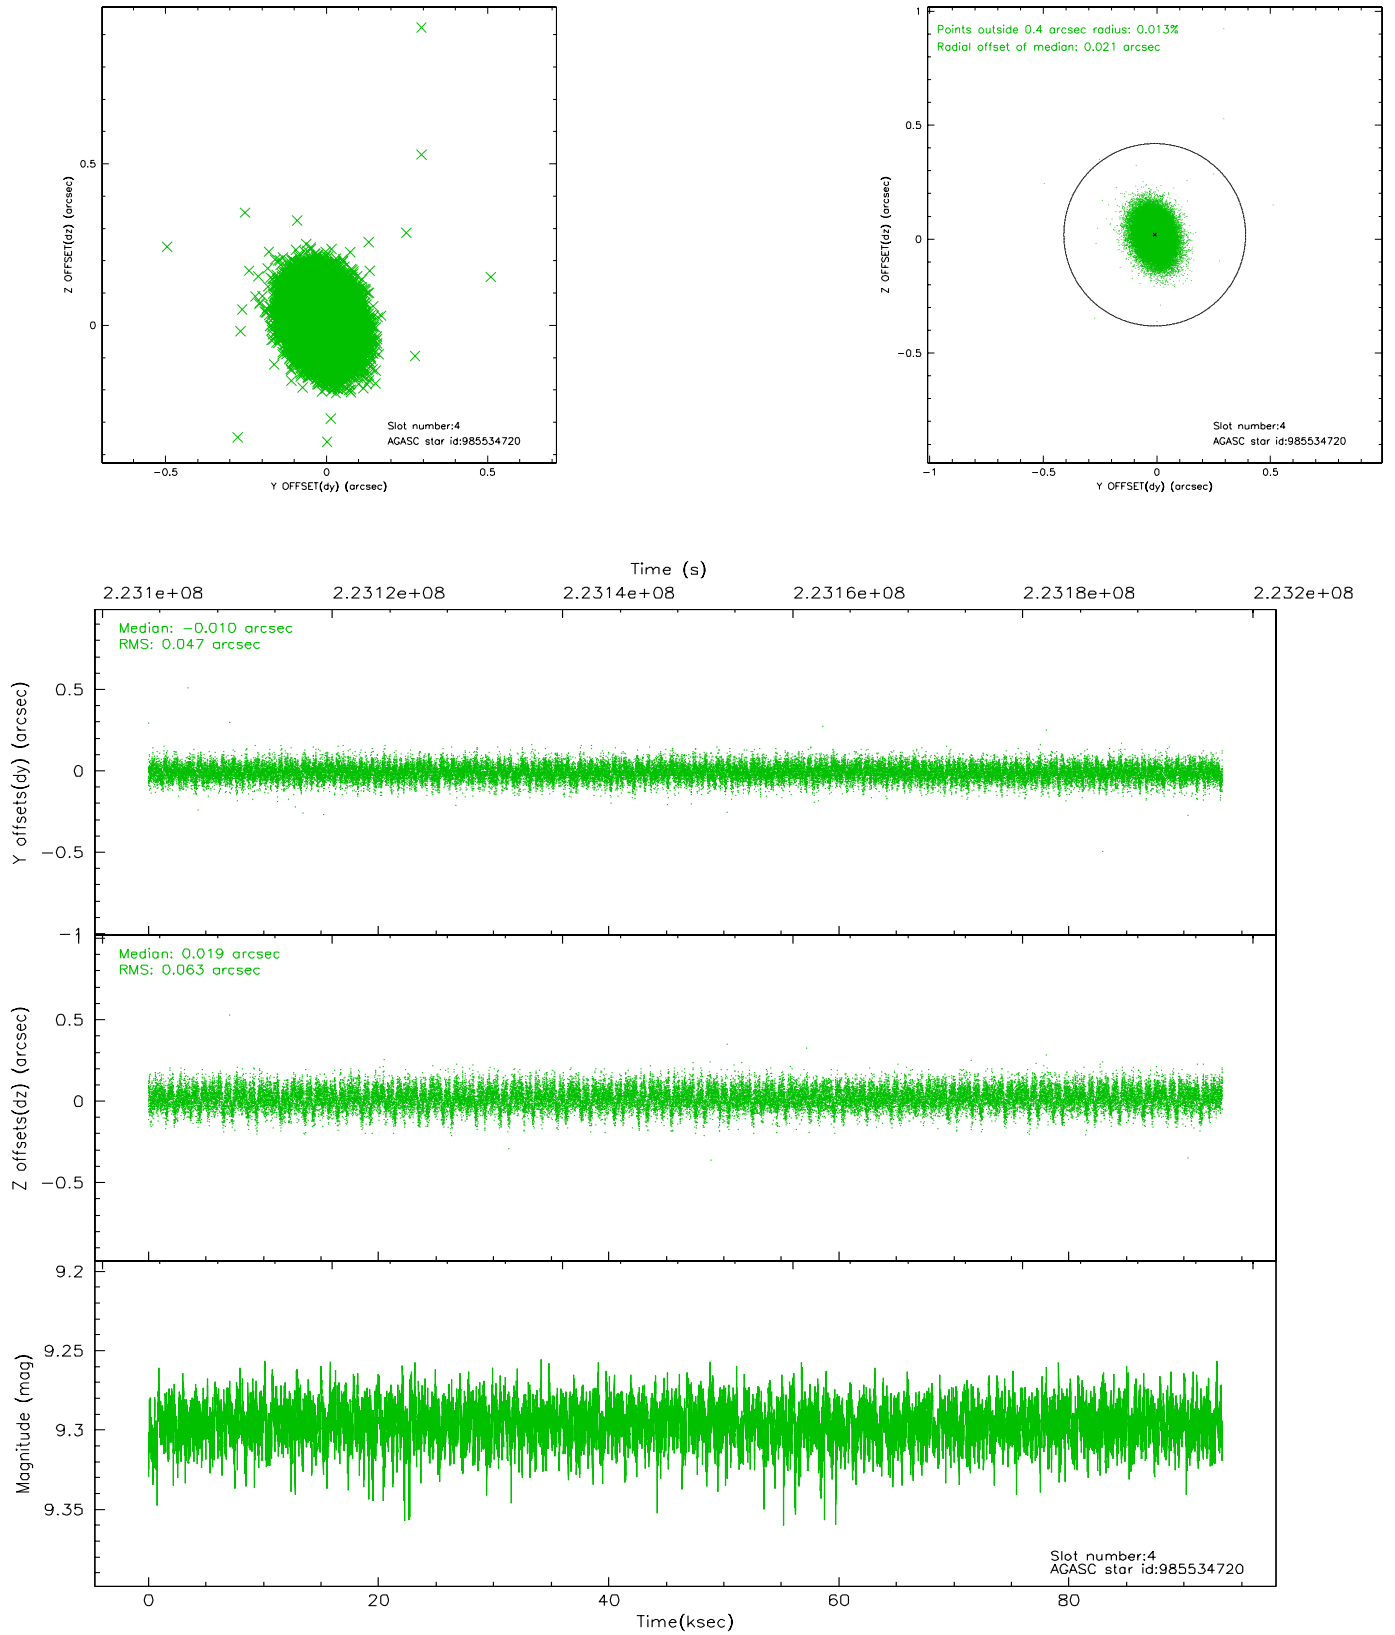 0.5
0
Z OFFSET(dz) (arcsec)
Slot number:4
AGASC star id:985534720
-0.5 0 0.5
Y OFFSET(dy) (arcsec)
Points outside 0.4 arcsec radius: 0.013%
Radial offset of median: 0.021 arcsec
1
0.5
0
-0.5
Z OFFSET(dz) (arcsec)
Slot number:4
AGASC star id:985534720
-1 -0.5 0 0.5
Y OFFSET(dy) (arcsec)
Time (s)
2.231e+08 2.2312e+08 2.2314e+08 2.2316e+08 2.2318e+08 2.232e+08
Median: -0.010 arcsec
RMS: 0.047 arcsec
0.5
0
-0.5
-1
Y offsets(dy) (arcsec)
Median: 0.019 arcsec
RMS: 0.063 arcsec
1
0.5
0
-0.5
Z offsets(dz) (arcsec)
9.2
9.25
9.3
9.35
Magnitude (mag)
Slot number:4
AGASC star id:985534720
0 20 40 60 80
Time(ksec)